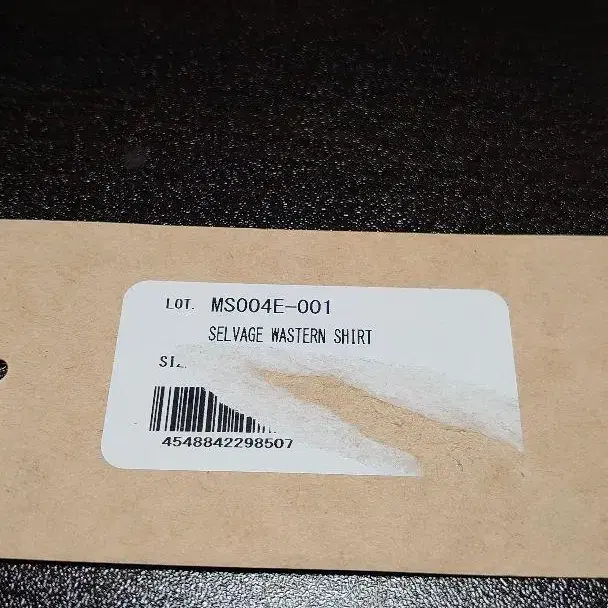 LOT. MS004E-001
SELVAGE WASTERN SHIRT
4548842298507